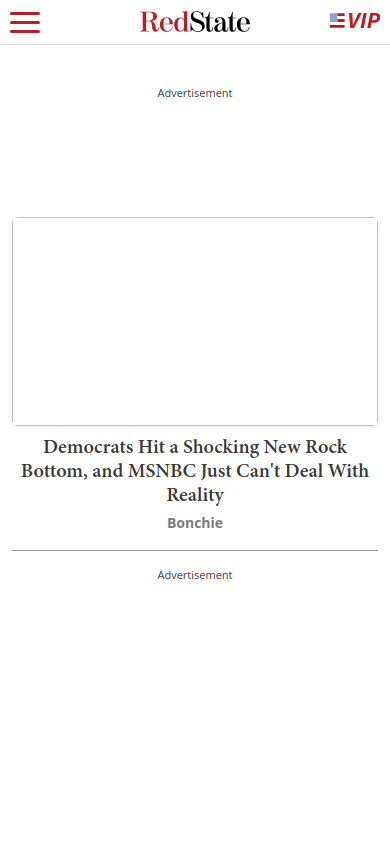 RedState
VIP
Advertisement
Democrats Hit a Shocking New Rock
Bottom, and MSNBC Just Can't Deal With
Reality
Bonchie
Advertisement